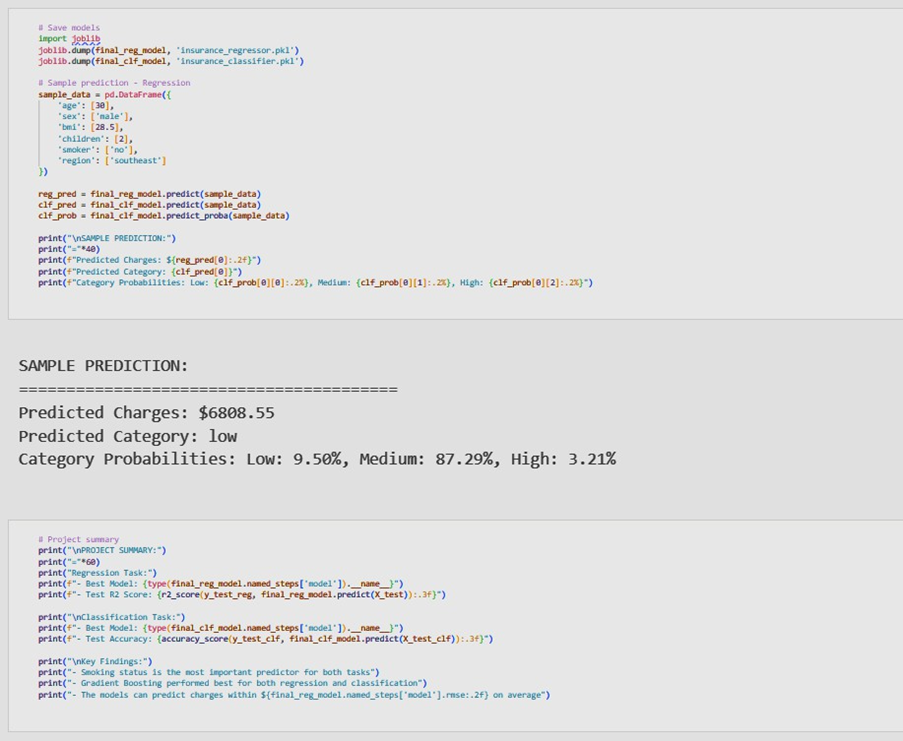 # Save models
import joblib
joblib.dump(final_reg_model, 'insurance_regressor.pkl')
joblib.dump(final_clf_model, 'insurance_classifier.pkl')
# Sample prediction - Regression
sample_data = pd.DataFrame({
'age': [30],
'sex': ['male'],
'bmi': [28.5],
'children': [2],
'smoker': ['no'],
'region': ['southeast']
})
reg_pred = final_reg_model.predict(sample_data)
clf_pred = final_clf_model.predict(sample_data)
clf_prob = final_clf_model.predict_proba(sample_data)
print("\nSAMPLE PREDICTION:")
print("="*40)
print(f"Predicted Charges: ${reg_pred[0]:.2f}")
print(f"Predicted Category: {clf_pred[0]}")
print(f"Category Probabilities: Low: {clf_prob[0][0]:.2%}, Medium: {clf_prob[0][1]:.2%}, High: {clf_prob[0][2]:.2%}")
SAMPLE PREDICTION:
========================================
Predicted Charges: $6808.55
Predicted Category: low
Category Probabilities: Low: 9.50%, Medium: 87.29%, High: 3.21%
# Project summary
print("\nPROJECT SUMMARY:")
print("="*60)
print("Regression Task:")
print(f"- Best Model: {type(final_reg_model.named_steps['model']).__name__}")
print(f"- Test R2 Score: {r2_score(y_test_reg, final_reg_model.predict(X_test)):.3f}")
print("\nClassification Task:")
print(f"- Best Model: {type(final_clf_model.named_steps['model']).__name__}")
print(f"- Test Accuracy: {accuracy_score(y_test_clf, final_clf_model.predict(X_test_clf)):.3f}")
print("\nKey Findings:")
print("- Smoking status is the most important predictor for both tasks")
print("- Gradient Boosting performed best for both regression and classification")
print("- The models can predict charges within ${final_reg_model.named_steps['model'].rmse:.2f} on average")